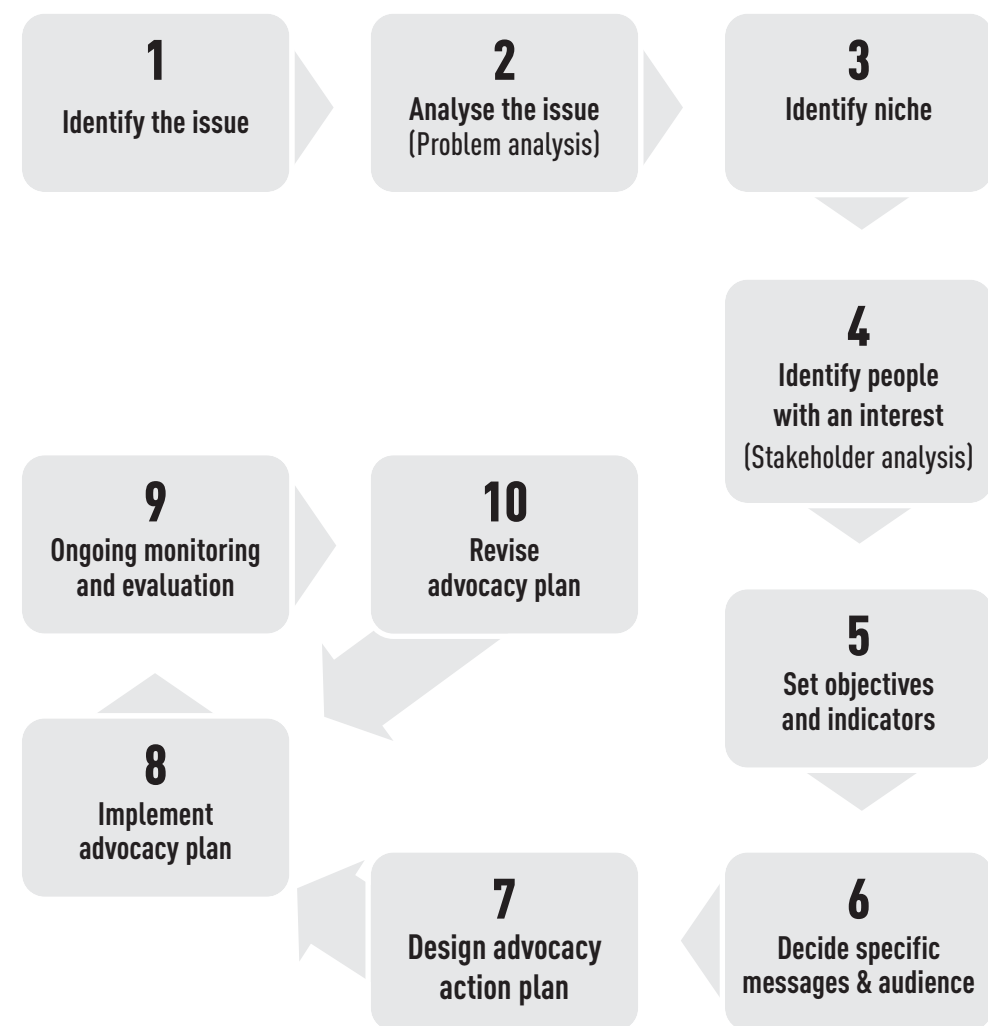 1
Identify the issue
2
Analyse the issue
(Problem analysis)
3
Identify niche
4
Identify people
with an interest
(Stakeholder analysis)
5
Set objectives
and indicators
6
Decide specific
messages & audience
7
Design advocacy
action plan
8
Implement
advocacy plan
9
Ongoing monitoring
and evaluation
10
Revise
advocacy plan